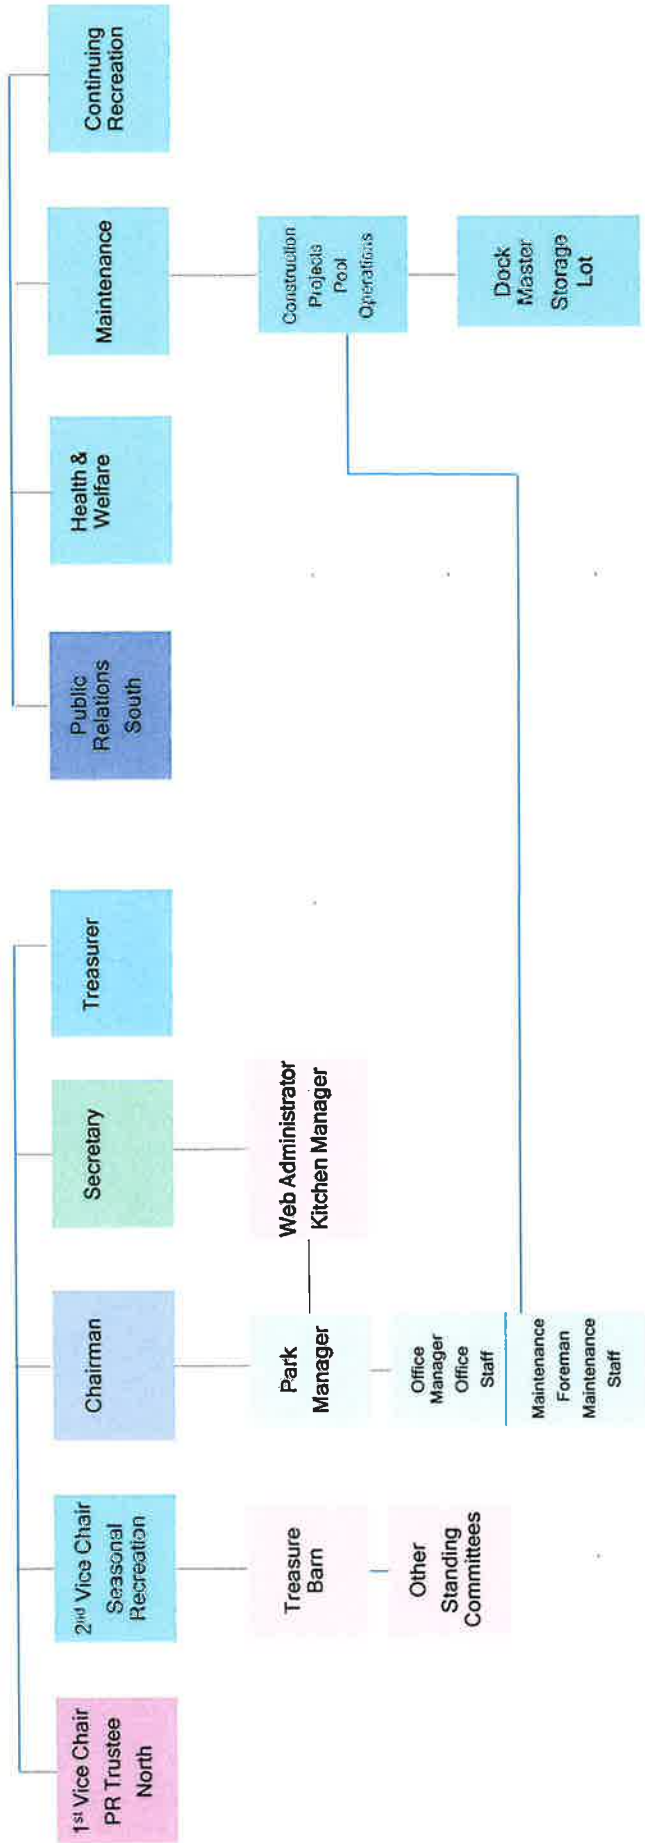 1st Vice Chair
PR Trustee
North
2nd Vice Chair
Seasonal
Recreation
Chairman
Secretary
Treasurer
Public
Relations
South
Health &
Welfare
Maintenance
Continuing
Recreation
Treasure
Barn
Park
Manager
Web Administrator
Kitchen Manager
Construction
Projects
Pool
Operations
Other
Standing
Committees
Office
Manager
Office
Staff
Maintenance
Foreman
Maintenance
Staff
Dock
Master
Storage
Lot